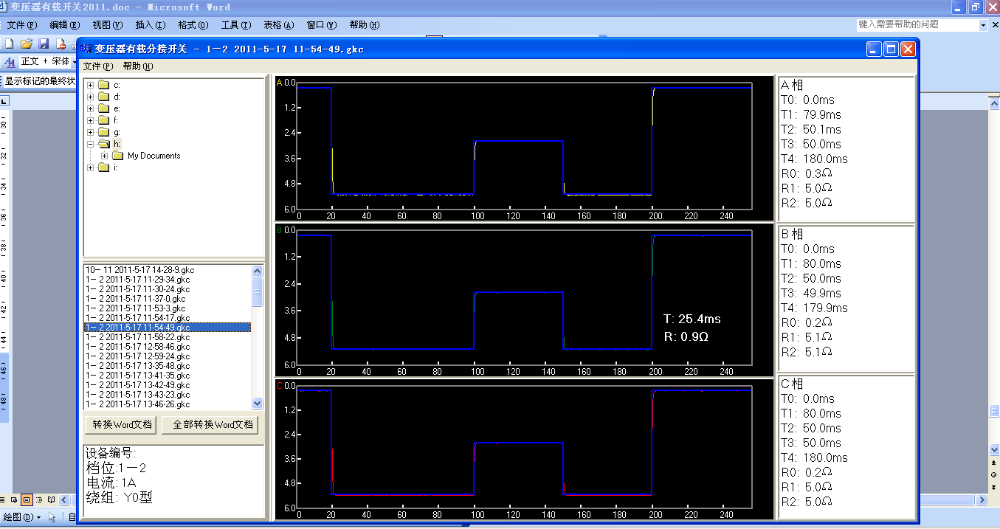 变压器有载开关2011.doc - Microsoft Word
文件(F) 编辑(E) 视图(V) 插入(I) 格式(O) 工具(T) 表格(A) 窗口(W) 帮助(H)
键入需要帮助的问题
正文 + 宋体
显示标记的最终状
变压器有载分接开关 - 1—2 2011-5-17 11-54-49.gkc
文件(F) 帮助(H)
c:
d:
e:
f:
g:
h:
My Documents
i:
10— 11 2011-5-17 14-28-9.gkc
1— 2 2011-5-17 11-29-34.gkc
1— 2 2011-5-17 11-30-24.gkc
1— 2 2011-5-17 11-37-0.gkc
1— 2 2011-5-17 11-53-3.gkc
1— 2 2011-5-17 11-54-17.gkc
1— 2 2011-5-17 11-54-49.gkc
1— 2 2011-5-17 11-58-22.gkc
1— 2 2011-5-17 12-58-46.gkc
1— 2 2011-5-17 12-59-24.gkc
1— 2 2011-5-17 13-35-48.gkc
1— 2 2011-5-17 13-41-35.gkc
1— 2 2011-5-17 13-42-49.gkc
1— 2 2011-5-17 13-43-23.gkc
1— 2 2011-5-17 13-46-26.gkc
转换Word文档 全部转换Word文档
设备编号:
档位:1—2
电流: 1A
绕组: Y0型
A 0.0
1.2
2.4
3.6
4.8
6.0
0 20 40 60 80 100 120 140 160 180 200 220 240
B 0.0
1.2
2.4
3.6
4.8
6.0
T: 25.4ms
R: 0.9Ω
0 20 40 60 80 100 120 140 160 180 200 220 240
C 0.0
1.2
2.4
3.6
4.8
6.0
0 20 40 60 80 100 120 140 160 180 200 220 240
A相
T0: 0.0ms
T1: 79.9ms
T2: 50.1ms
T3: 50.0ms
T4: 180.0ms
R0: 0.3Ω
R1: 5.0Ω
R2: 5.0Ω
B相
T0: 0.0ms
T1: 80.0ms
T2: 50.0ms
T3: 49.9ms
T4: 179.9ms
R0: 0.2Ω
R1: 5.1Ω
R2: 5.1Ω
C相
T0: 0.0ms
T1: 80.0ms
T2: 50.0ms
T3: 50.0ms
T4: 180.0ms
R0: 0.2Ω
R1: 5.0Ω
R2: 5.0Ω
30
32
34
36
38
40
42
44
46
48
绘图(D) 自